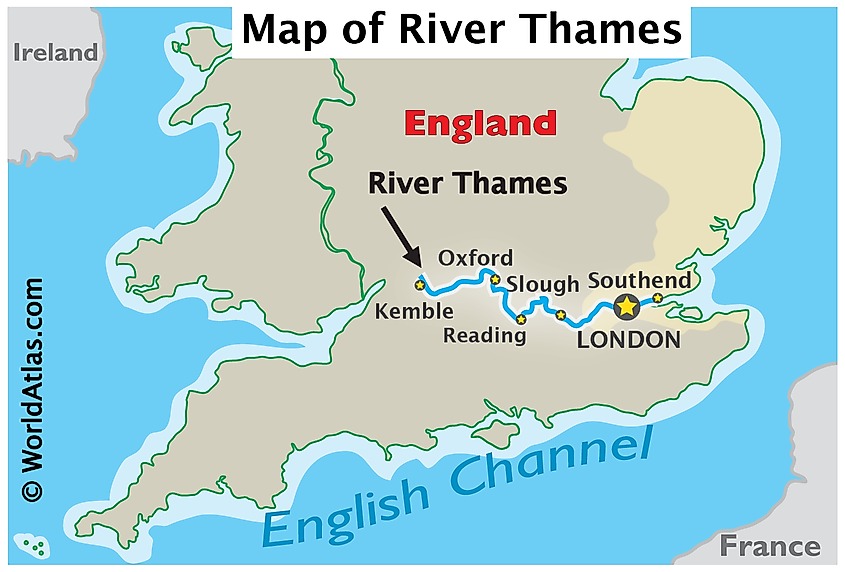 Map of River Thames
Ireland
England
River Thames
Oxford
Slough
Southend
Kemble
Reading
LONDON
© WorldAtlas.com
English Channel
France